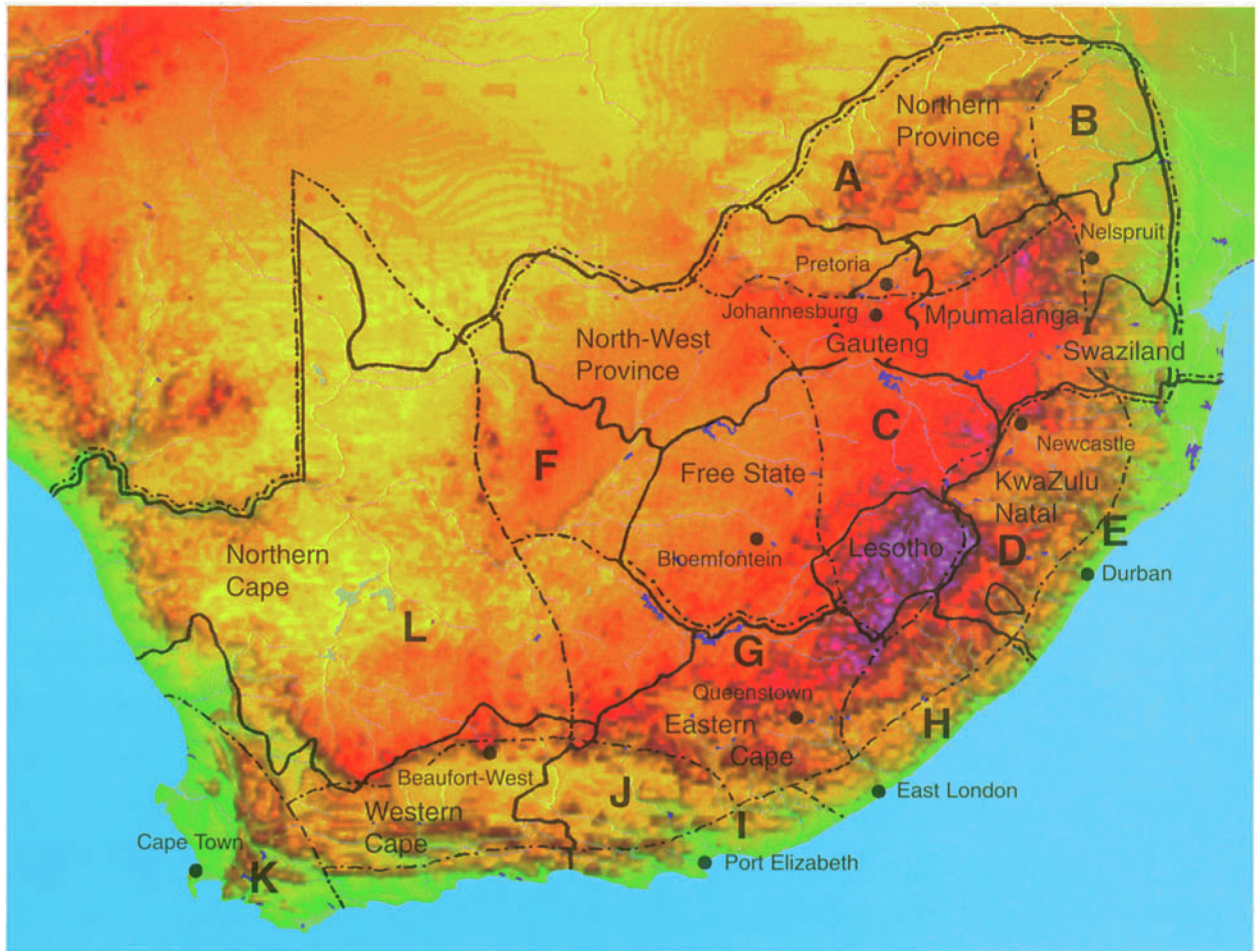 Northern
Province
B
A
Nelspruit
Pretoria
Johannesburg
Mpumalanga
Gauteng
North-West
Province
Swaziland
C
Newcastle
F
Free State
KwaZulu
Natal
E
Bloemfontein
Lesotho
D
Durban
Northern
Cape
L
G
Queenstown
Eastern
Cape
H
Beaufort-West
J
East London
Western
Cape
I
Cape Town
K
Port Elizabeth